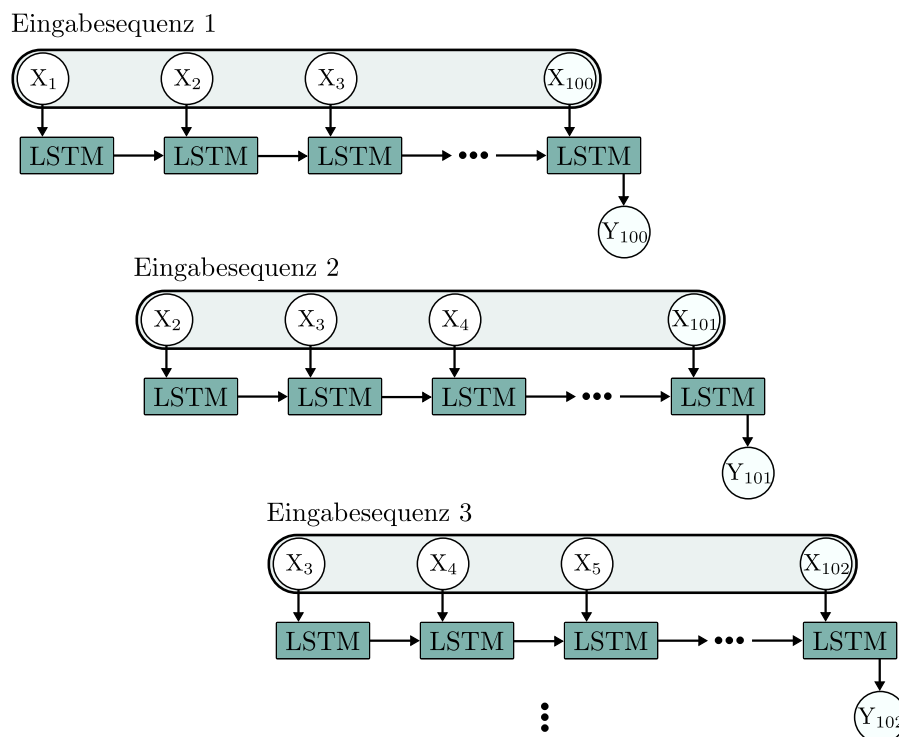 Eingabesequenz 1
X₁ X₂ X₃ X₁₀₀
LSTM LSTM LSTM ••• LSTM
Y₁₀₀
Eingabesequenz 2
X₂ X₃ X₄ X₁₀₁
LSTM LSTM LSTM ••• LSTM
Y₁₀₁
Eingabesequenz 3
X₃ X₄ X₅ X₁₀₂
LSTM LSTM LSTM ••• LSTM
Y₁₀₂